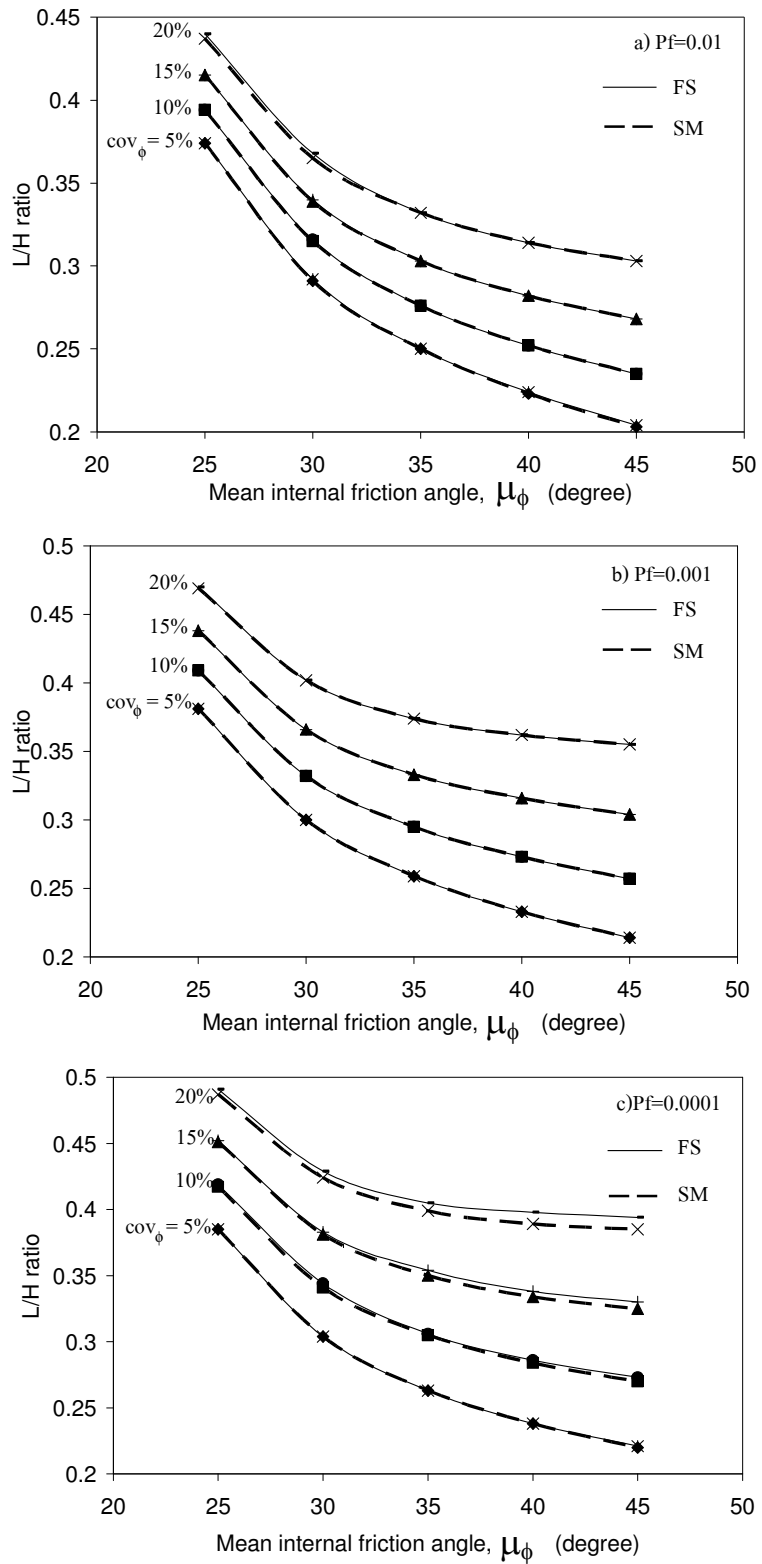 0.45
0.4
0.35
0.3
0.25
0.2
L/H ratio
20%
15%
10%
cov_ϕ = 5%
a) Pf=0.01
FS
SM
20 25 30 35 40 45 50
Mean internal friction angle, μ_ϕ (degree)
0.5
0.45
0.4
0.35
0.3
0.25
0.2
L/H ratio
20%
15%
10%
cov_ϕ = 5%
b) Pf=0.001
FS
SM
20 25 30 35 40 45 50
Mean internal friction angle, μ_ϕ (degree)
0.5
0.45
0.4
0.35
0.3
0.25
0.2
L/H ratio
20%
15%
10%
cov_ϕ = 5%
c)Pf=0.0001
FS
SM
20 25 30 35 40 45 50
Mean internal friction angle, μ_ϕ (degree)